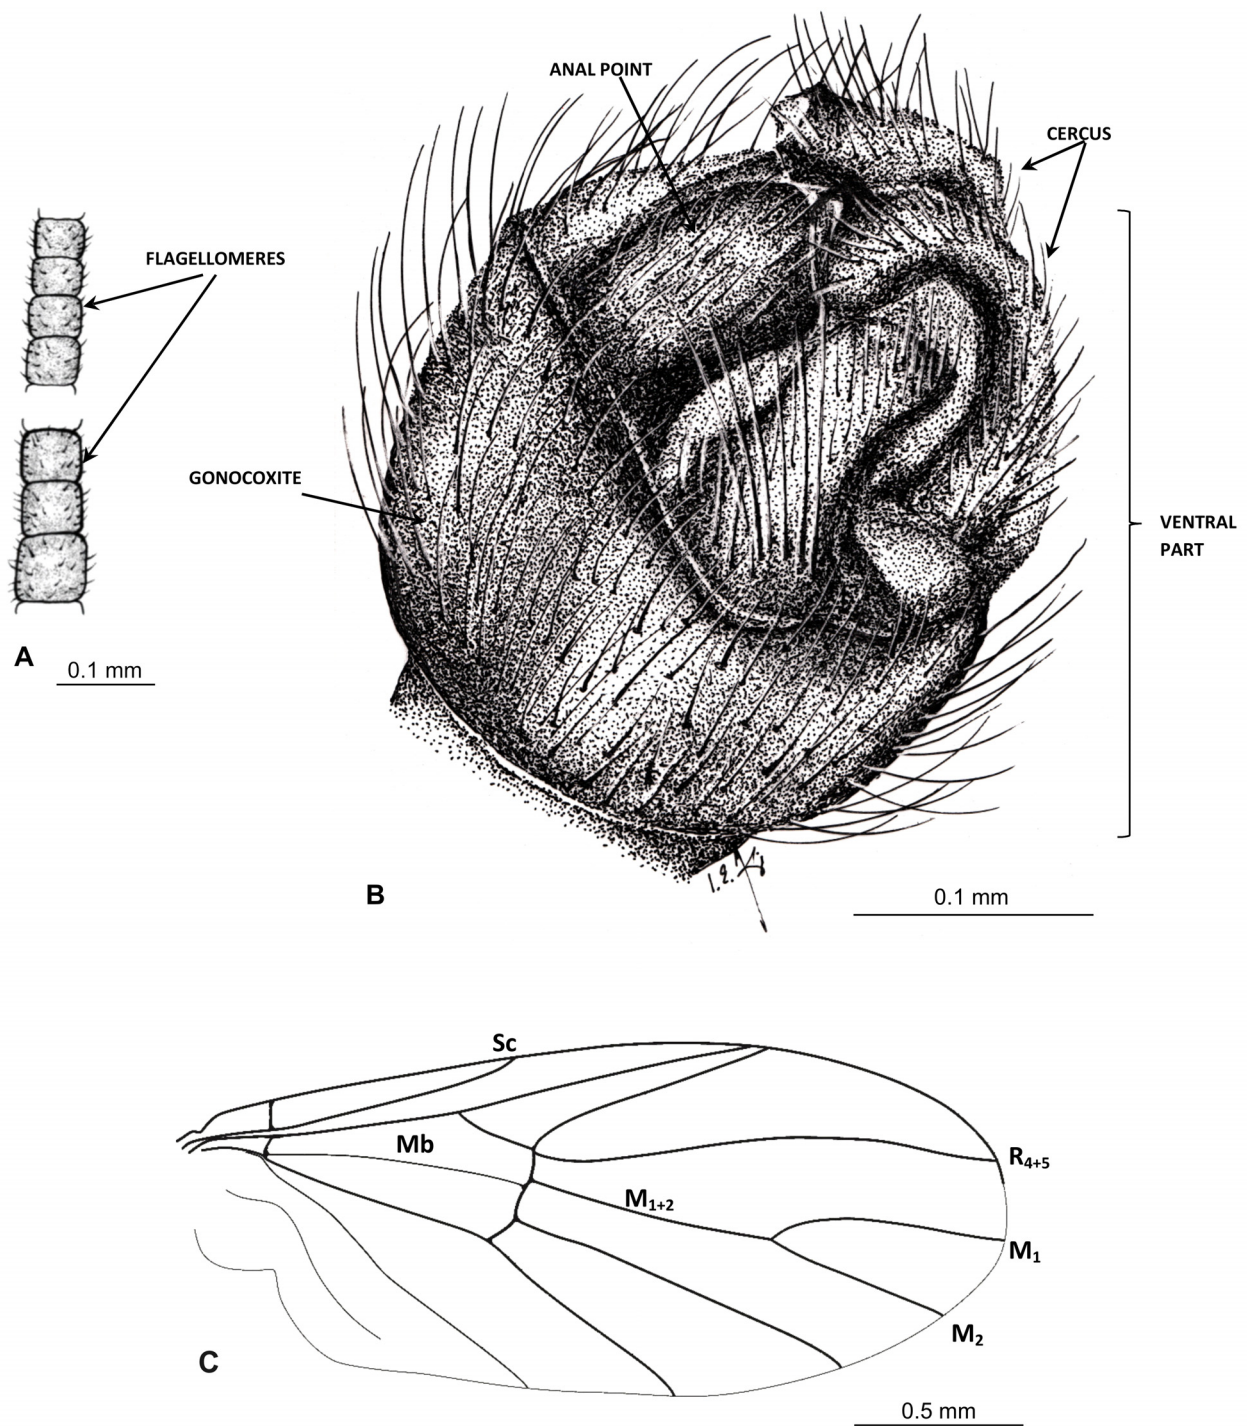 ANAL POINT
CERCUS
FLAGELLOMERES
GONOCOXITE
VENTRAL
PART
A
0.1 mm
B
0.1 mm
Sc
Mb
R4+5
M1+2
M1
M2
C
0.5 mm